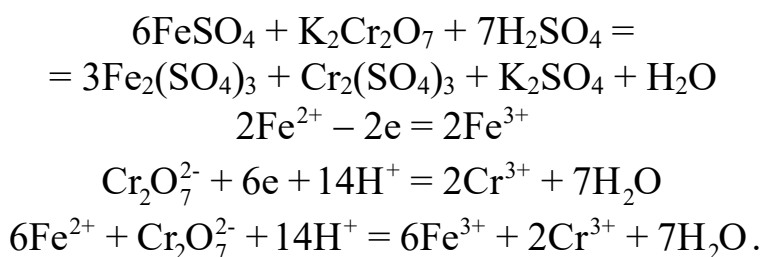 6FeSO₄ + K₂Cr₂O₇ + 7H₂SO₄ =
= 3Fe₂(SO₄)₃ + Cr₂(SO₄)₃ + K₂SO₄ + H₂O
2Fe²⁺ – 2e = 2Fe³⁺
Cr₂O₇²⁻ + 6e + 14H⁺ = 2Cr³⁺ + 7H₂O
6Fe²⁺ + Cr₂O₇²⁻ + 14H⁺ = 6Fe³⁺ + 2Cr³⁺ + 7H₂O.